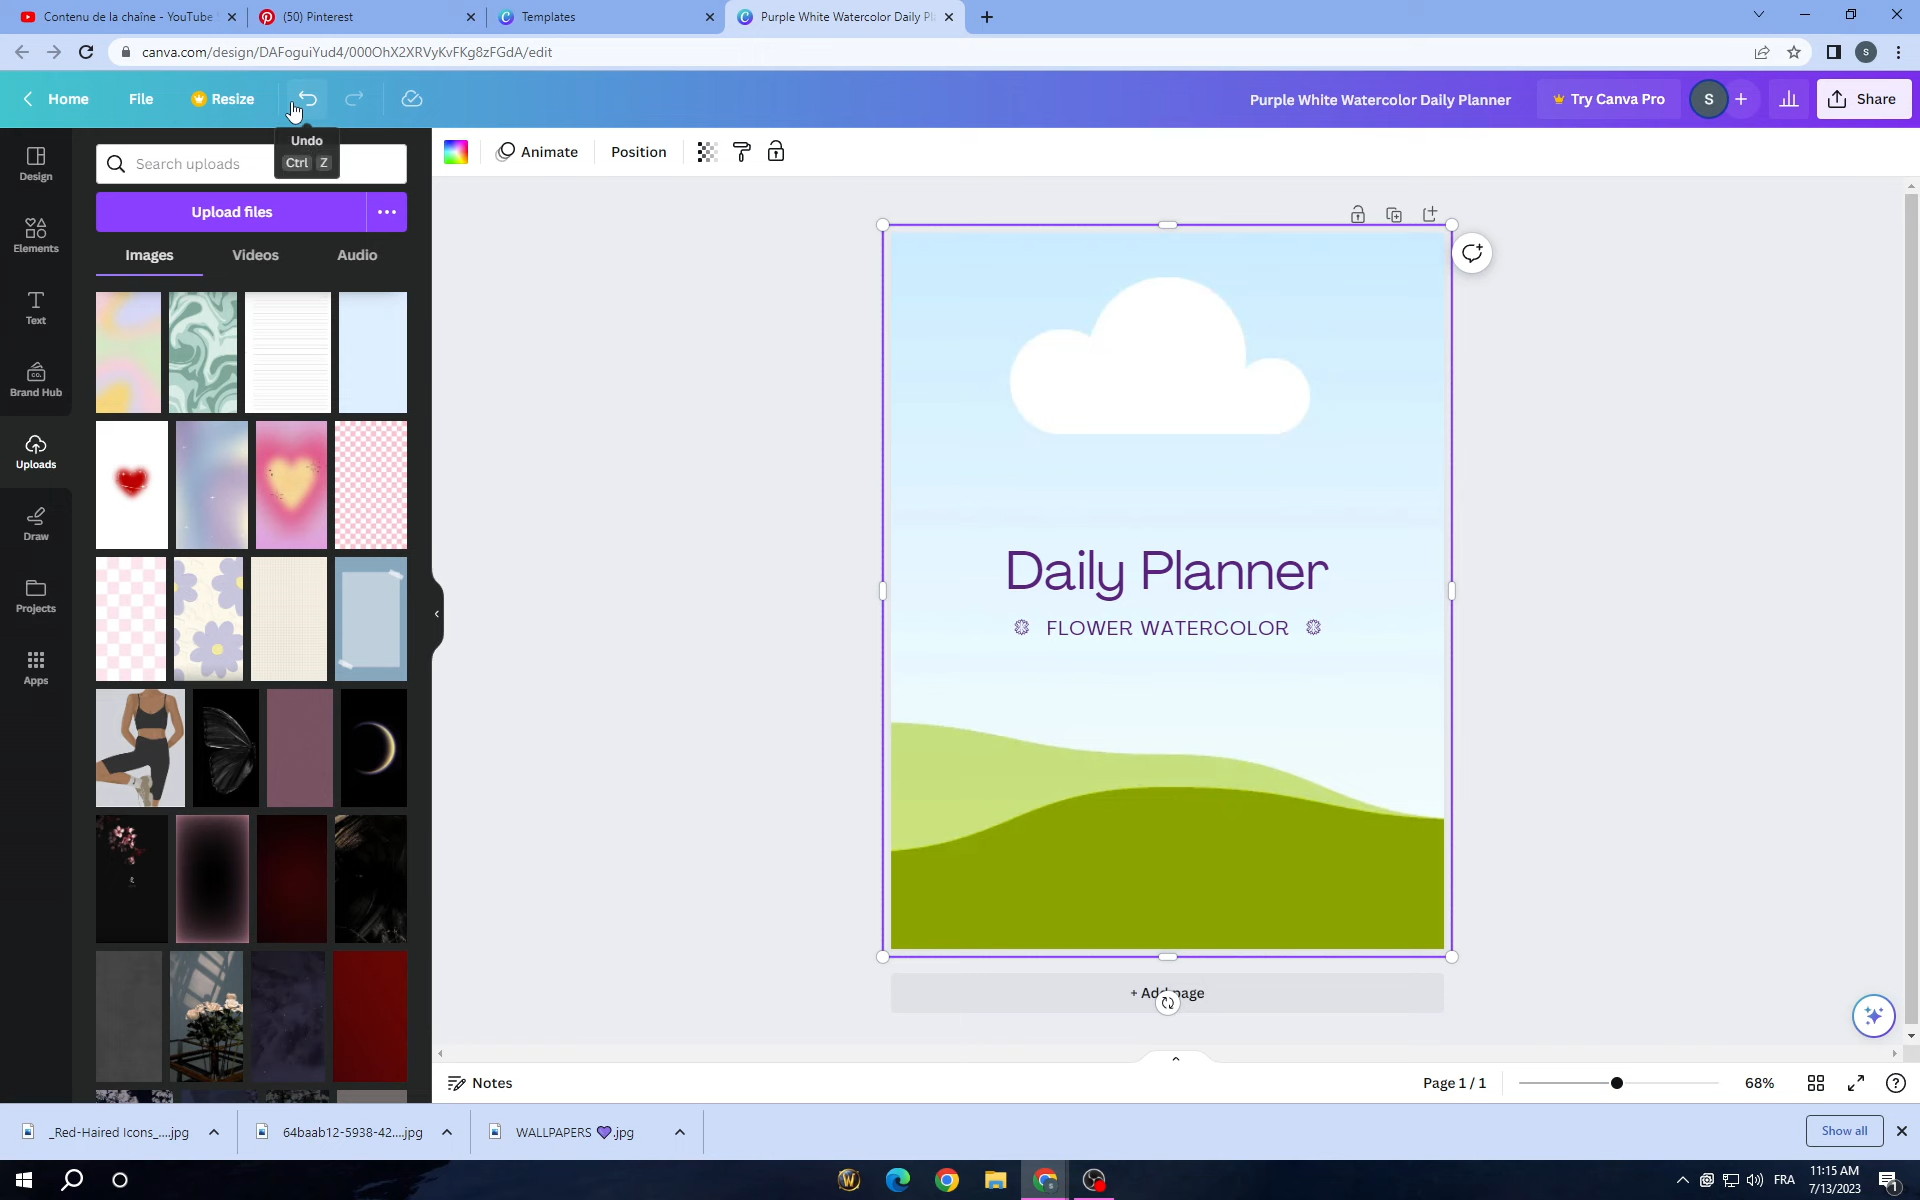 Contenu de la chaîne - YouTube
(50) Pinterest
Templates
Purple White Watercolor Daily Pl
canva.com/design/DAFoguiYud4/000OhX2XRVyKvFKg8zFGdA/edit
S
Home
File
Resize
Purple White Watercolor Daily Planner
Try Canva Pro
S
Share
Undo
Ctrl Z
Design
Elements
Text
Brand Hub
Uploads
Draw
Projects
Apps
Search uploads
Upload files
Images
Videos
Audio
Animate
Position
Daily Planner
FLOWER WATERCOLOR
+ Add page
Notes
Page 1 / 1
68%
_Red-Haired Icons_....jpg
64baab12-5938-42....jpg
WALLPAPERS 💜.jpg
Show all
FRA
11:15 AM
7/13/2023
1